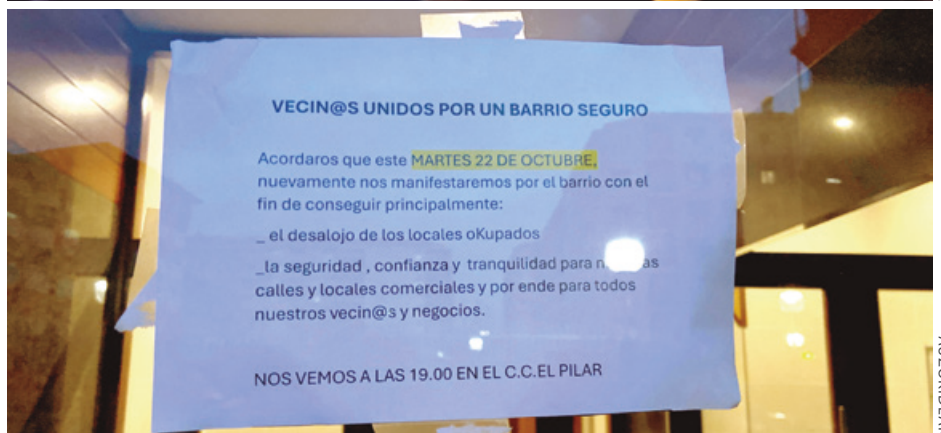 VECIN@S UNIDOS POR UN BARRIO SEGURO
Acordaros que este MARTES 22 DE OCTUBRE,
nuevamente nos manifestaremos por el barrio con el
fin de conseguir principalmente:
_ el desalojo de los locales oKupados
_la seguridad , confianza y tranquilidad para
calles y locales comerciales y por ende para todos
nuestros vecin@s y negocios.
NOS VEMOS A LAS 19.00 EN EL C.C.EL PILAR